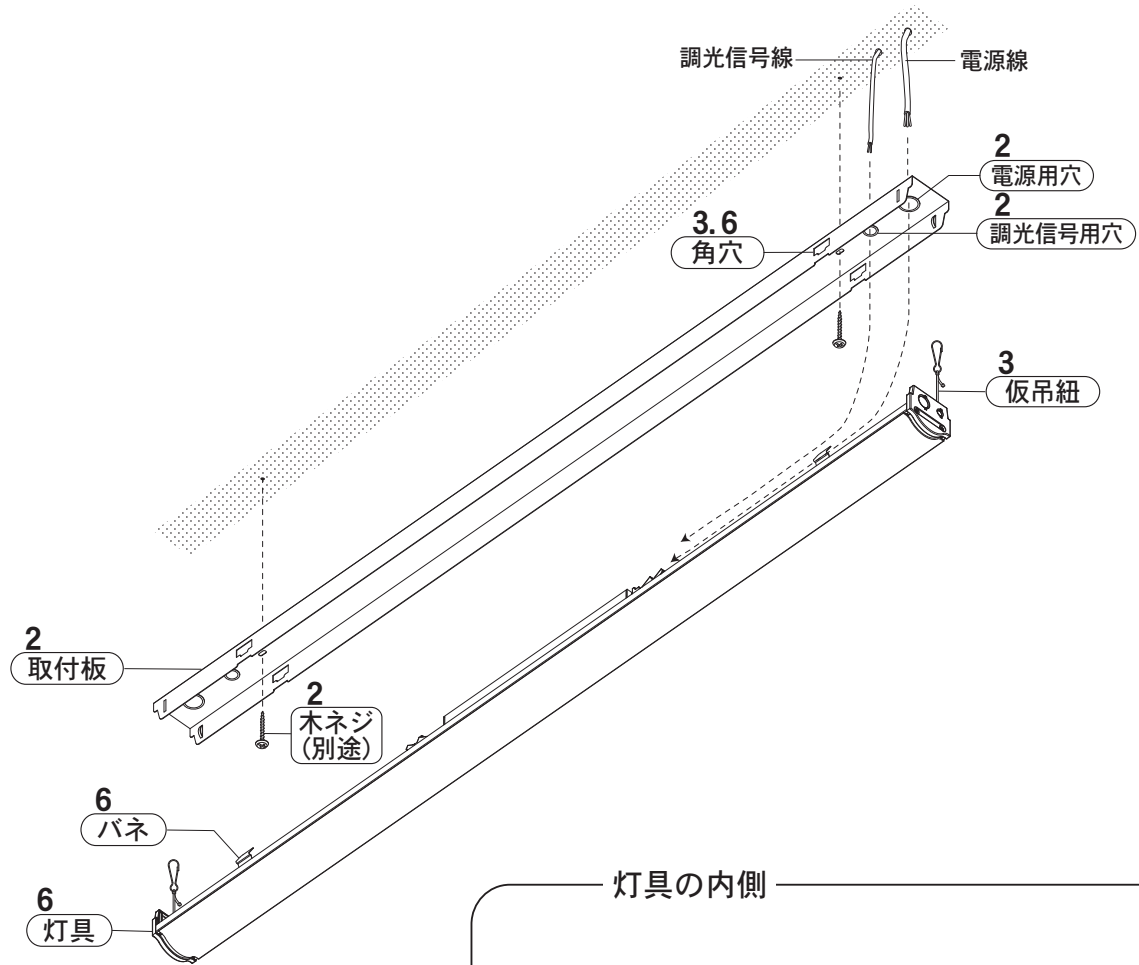 調光信号線
電源線
2
電源用穴
2
調光信号用穴
3.6
角穴
3
仮吊紐
2
取付板
2
木ネジ
(別途)
6
バネ
6
灯具
灯具の内側